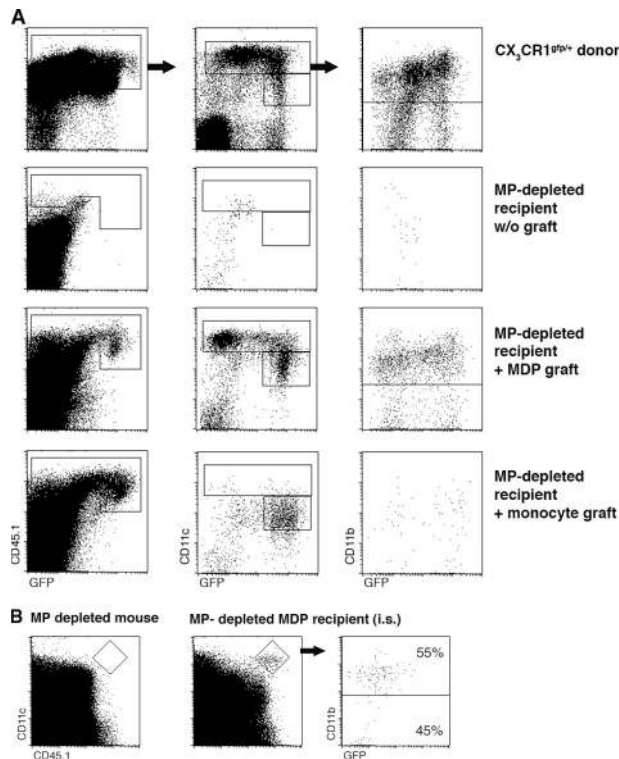 A
CX₃CR1gfp/+ donor
MP-depleted
recipient
w/o graft
MP-depleted
recipient
+ MDP graft
MP-depleted
recipient
+ monocyte graft
CD45.1
GFP
CD11c
CD11b
GFP
B
MP depleted mouse
MP- depleted MDP recipient (i.s.)
CD11c
CD45.1
CD11b
55%
45%
GFP